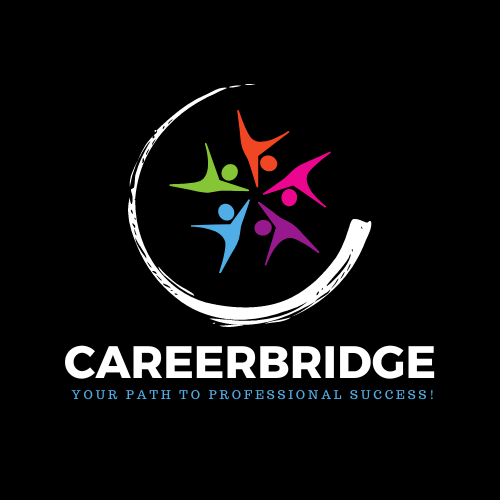 CAREERBRIDGE
YOUR PATH TO PROFESSIONAL SUCCESS!